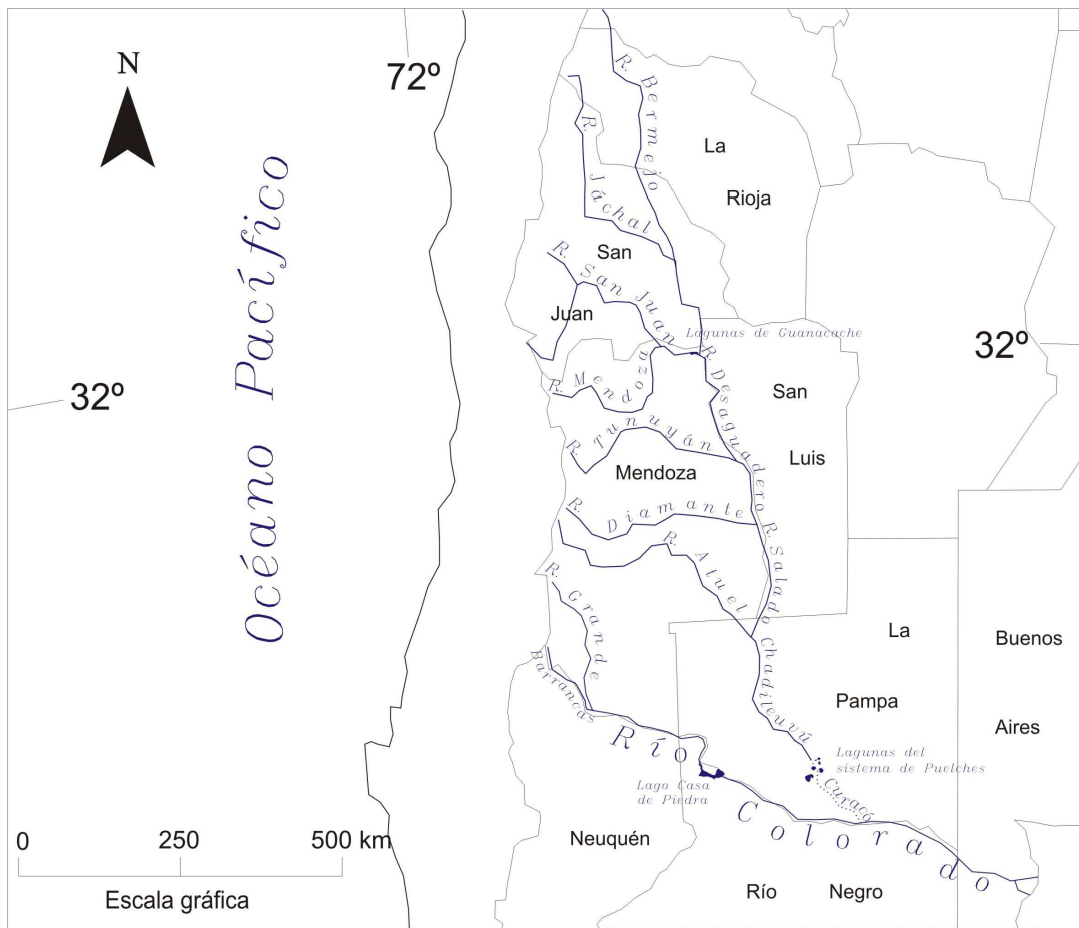 N
72º
Océano Pacífico
R. Bermejo
La
Rioja
R. Jáchal
San
Juan
R. San Juan
Lagunas de Guanacache
32º
32º
R. Mendoza
R. Desaguadero
San
Luis
R. Tunuyán
Mendoza
R. Diamante
R. Salado
R. Atuel
R. Grande
Chadileuvú
La
Pampa
Buenos
Aires
Barrancas
Río Colorado
Lagunas del
sistema de Puelches
Lago Casa
de Piedra
Curacó
Neuquén
Río Negro
0 250 500 km
Escala gráfica